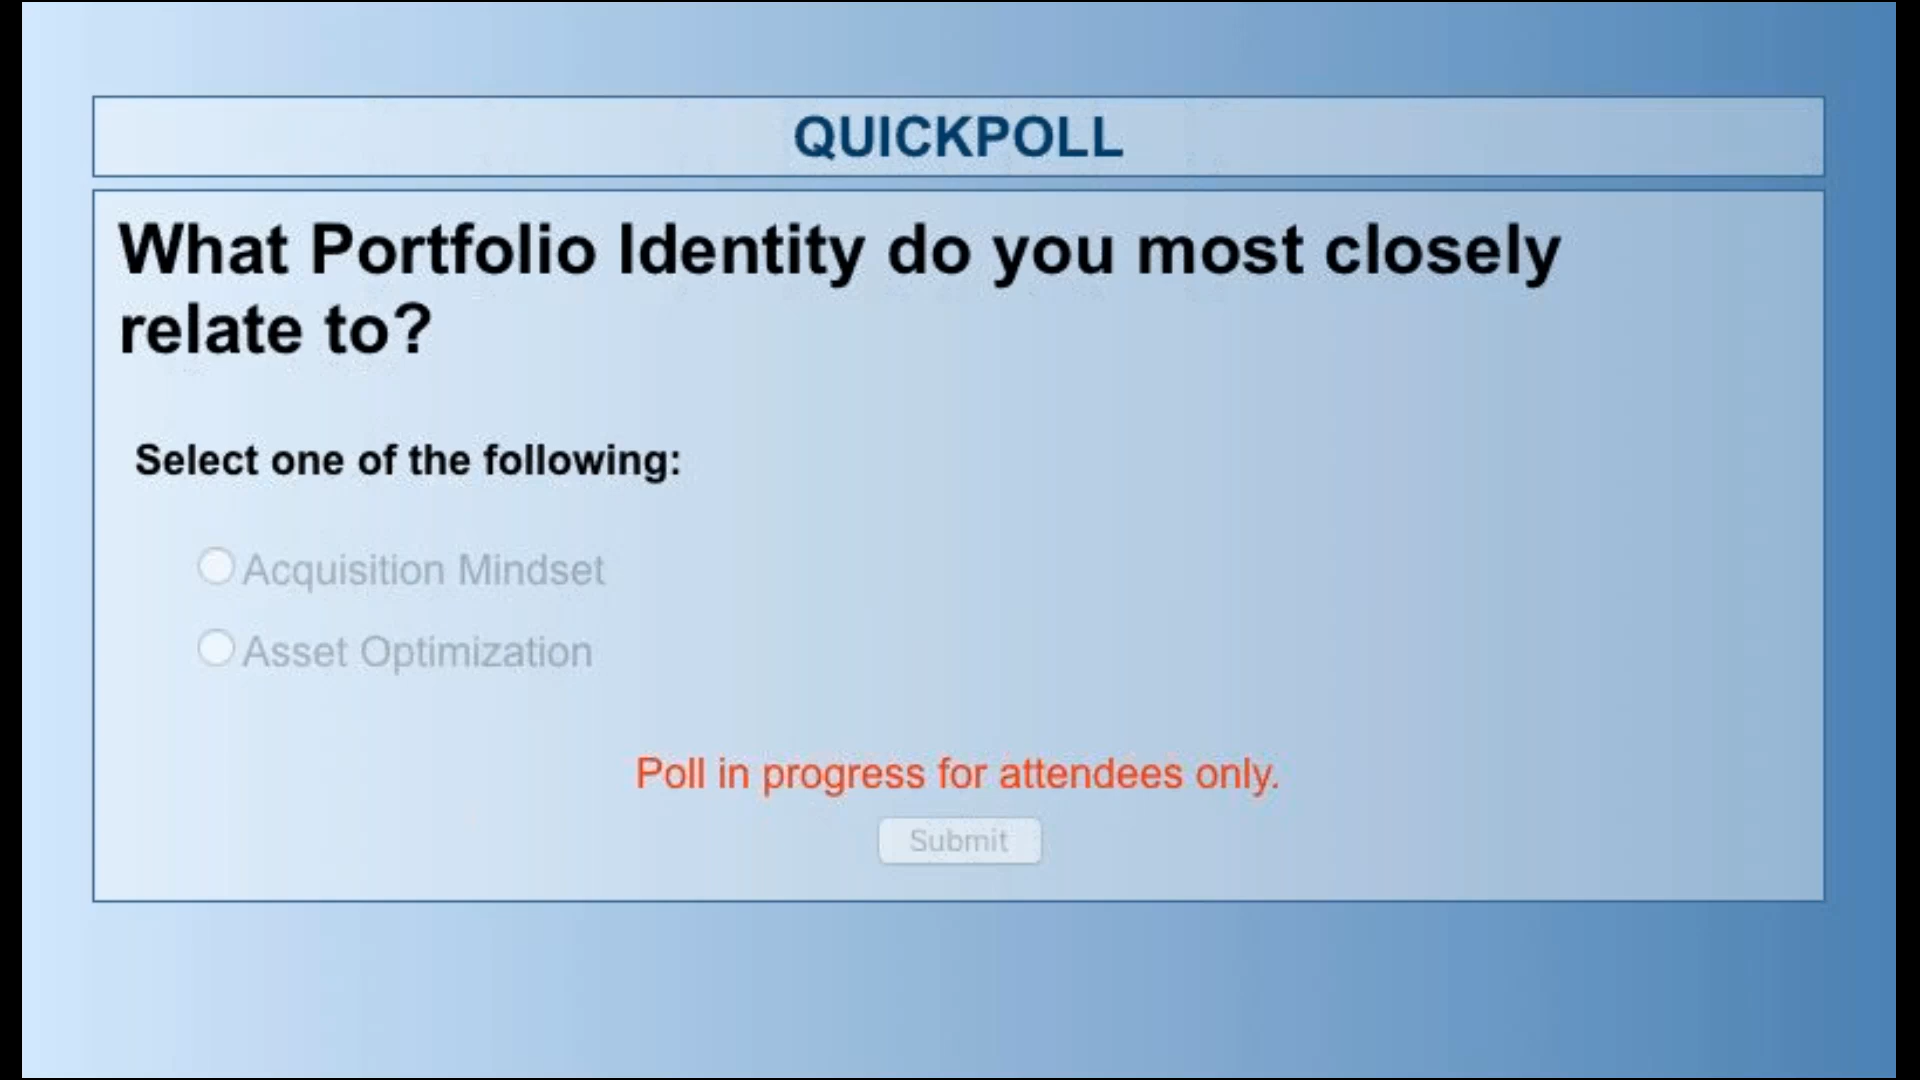 QUICKPOLL
What Portfolio Identity do you most closely
relate to?
Select one of the following:
Acquisition Mindset
Asset Optimization
Poll in progress for attendees only.
Submit